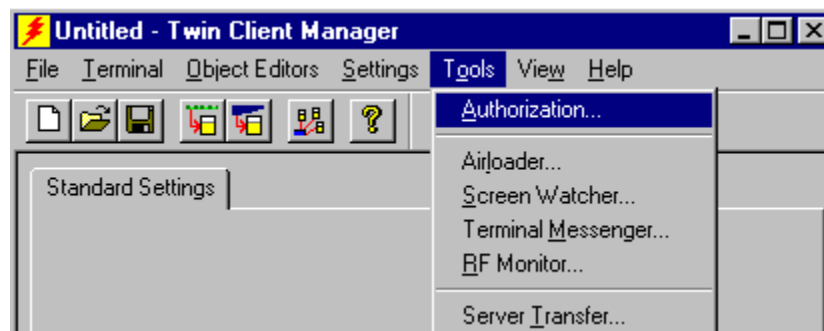 Untitled - Twin Client Manager
File Terminal Object Editors Settings Tools View Help
Authorization...
Airloader...
Standard Settings
Screen Watcher...
Terminal Messenger...
RF Monitor...
Server Transfer...